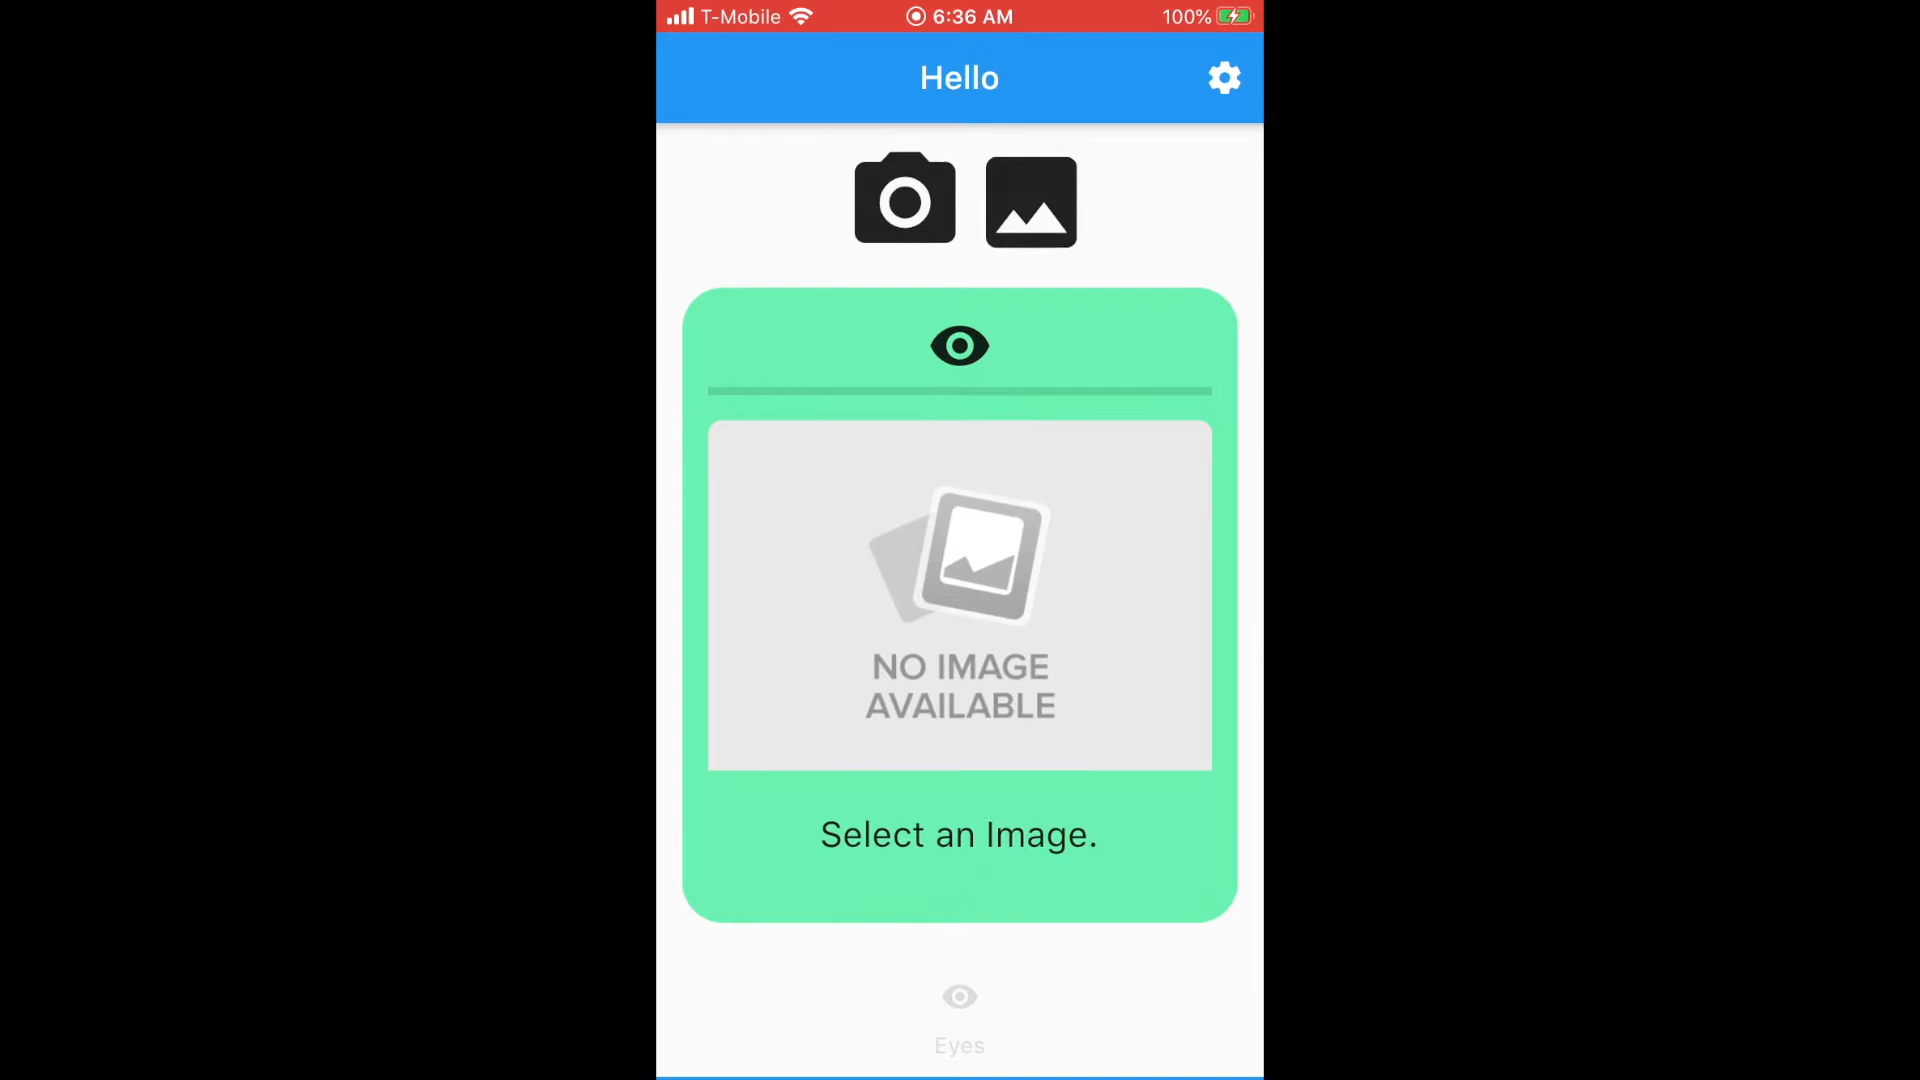 T-Mobile 6:36 AM 100%
Hello
NO IMAGE
AVAILABLE
Select an Image.
Eyes